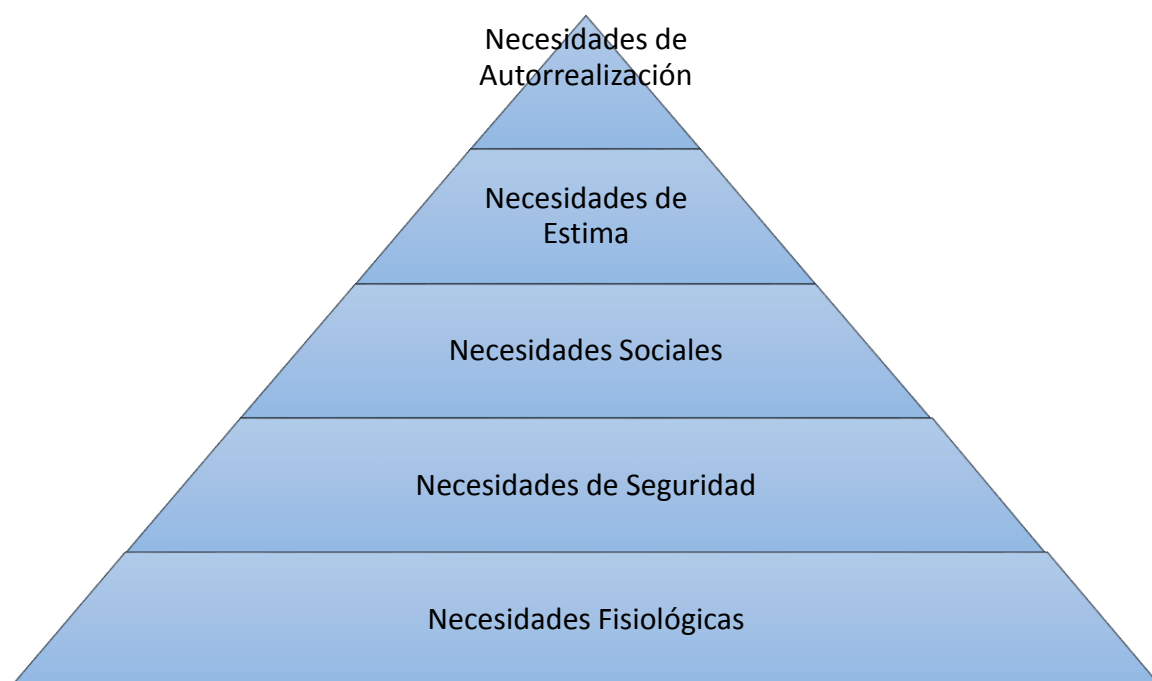 Necesidades de
Autorrealización
Necesidades de
Estima
Necesidades Sociales
Necesidades de Seguridad
Necesidades Fisiológicas